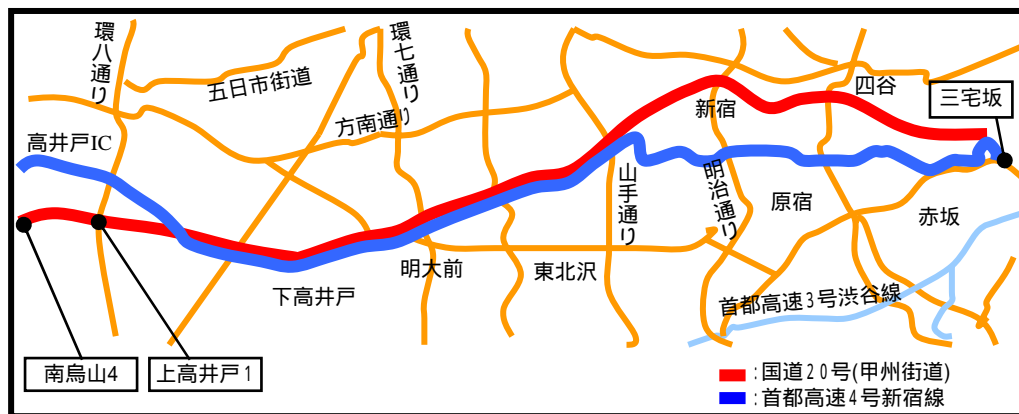 環八通り
五日市街道
環七通り
方南通り
新宿
四谷
三宅坂
高井戸IC
山手通り
明治通り
原宿
赤坂
明大前
東北沢
下高井戸
首都高速3号渋谷線
南烏山4
上高井戸1
:国道20号(甲州街道)
:首都高速4号新宿線